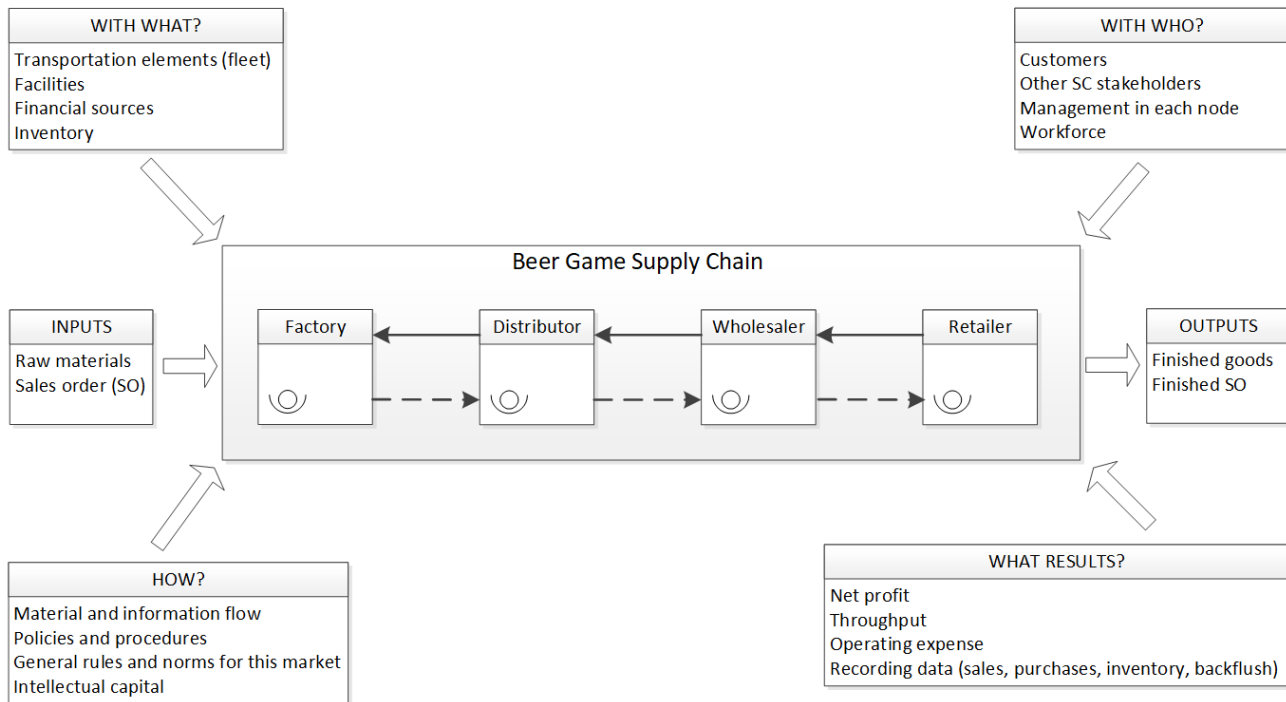 WITH WHAT?
Transportation elements (fleet)
Facilities
Financial sources
Inventory
WITH WHO?
Customers
Other SC stakeholders
Management in each node
Workforce
Beer Game Supply Chain
INPUTS
Raw materials
Sales order (SO)
Factory
Distributor
Wholesaler
Retailer
OUTPUTS
Finished goods
Finished SO
HOW?
Material and information flow
Policies and procedures
General rules and norms for this market
Intellectual capital
WHAT RESULTS?
Net profit
Throughput
Operating expense
Recording data (sales, purchases, inventory, backflush)